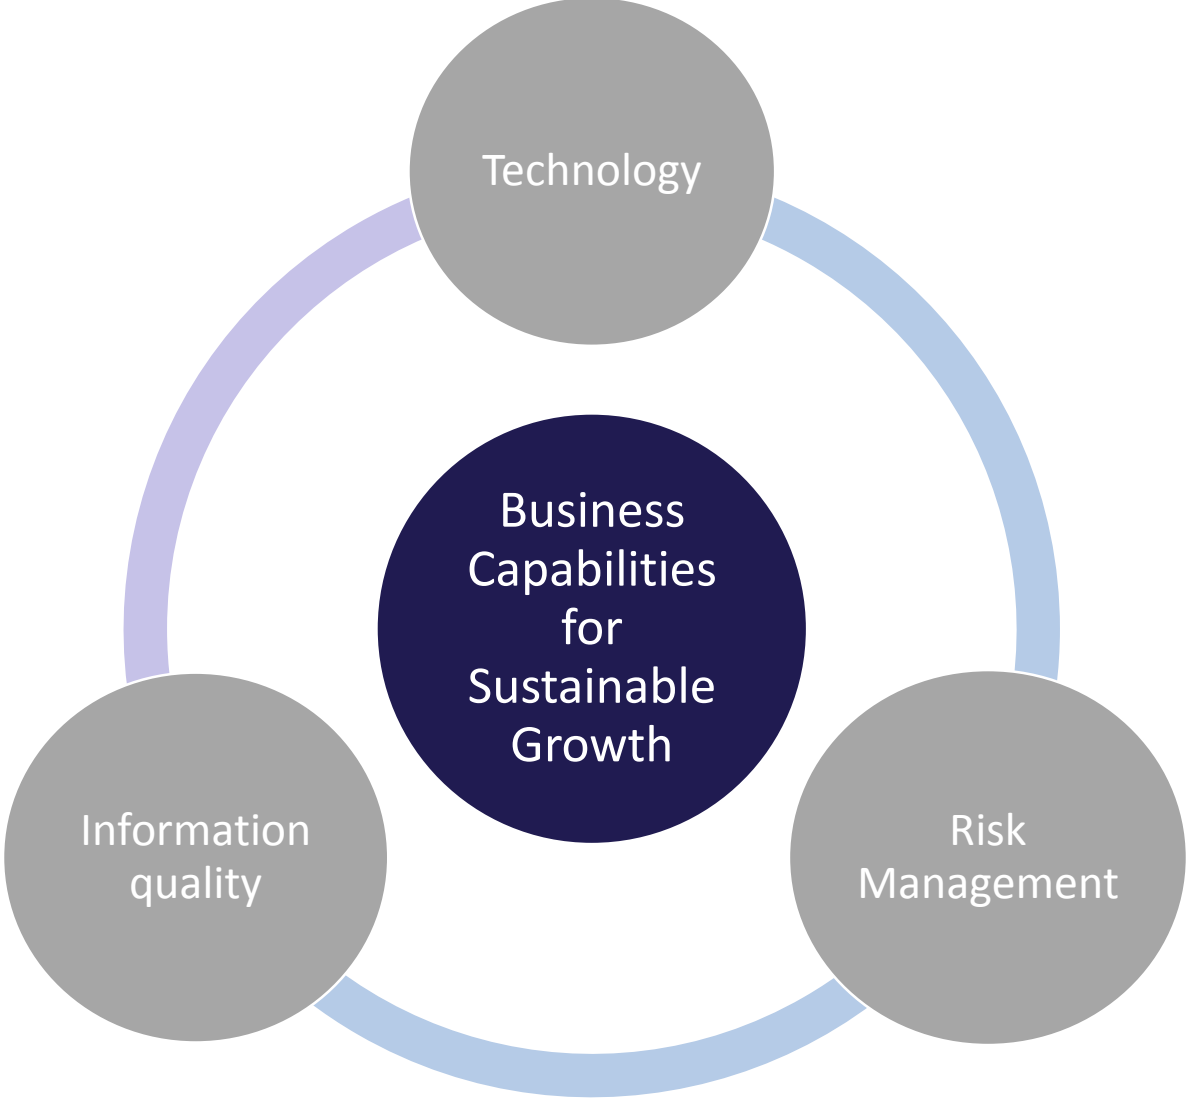 Technology
Business
Capabilities
for
Sustainable
Growth
Information
quality
Risk
Management